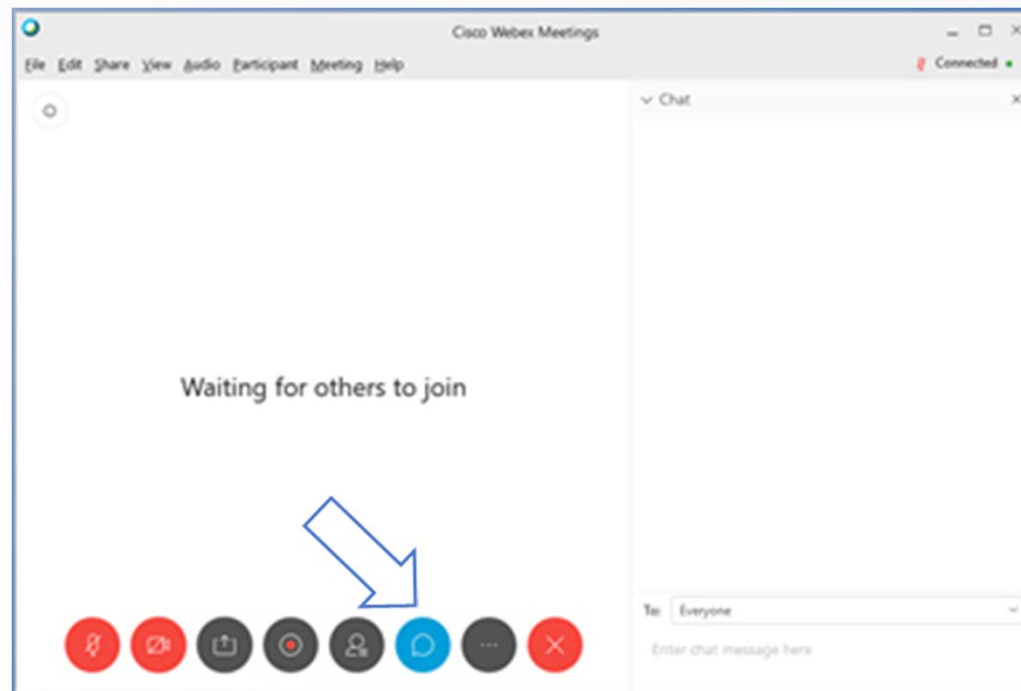 Cisco Webex Meetings
File Edit Share View Audio Participant Meeting Help
Connected
Chat
Waiting for others to join
To: Everyone
Enter chat message here